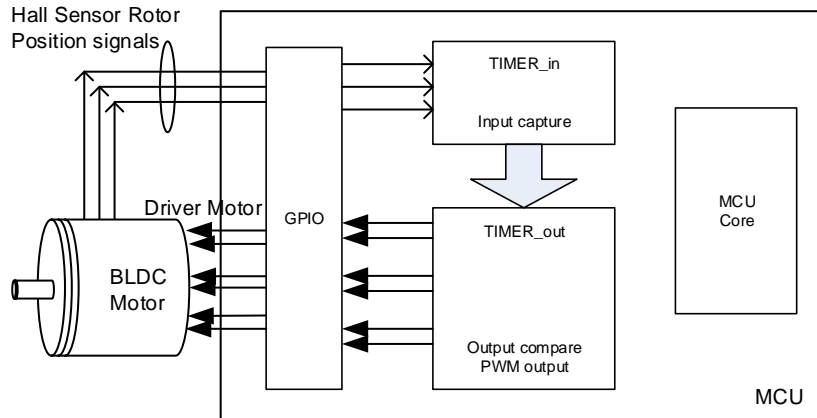 Hall Sensor Rotor
Position signals
TIMER_in
Input capture
MCU
Core
Driver Motor
GPIO
TIMER_out
BLDC
Motor
Output compare
PWM output
MCU